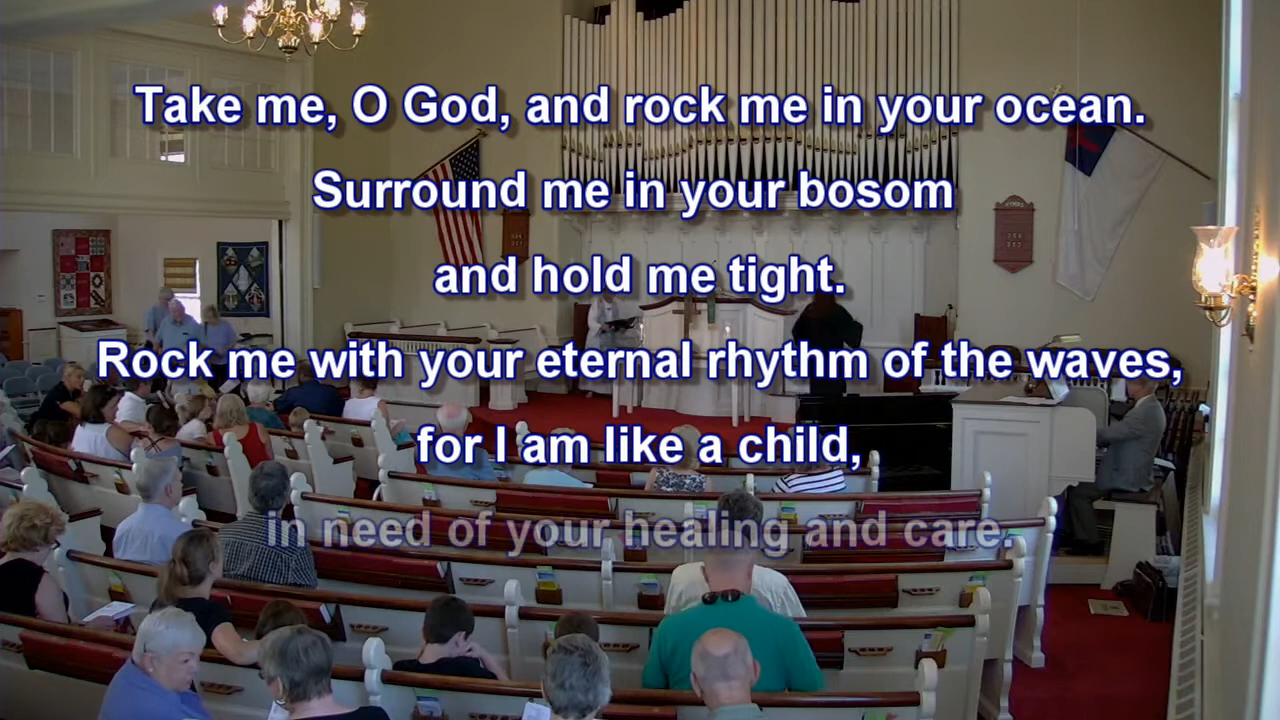 Take me, O God, and rock me in your ocean.
Surround me in your bosom
and hold me tight.
Rock me with your eternal rhythm of the waves,
for I am like a child,
in need of your healing and care.